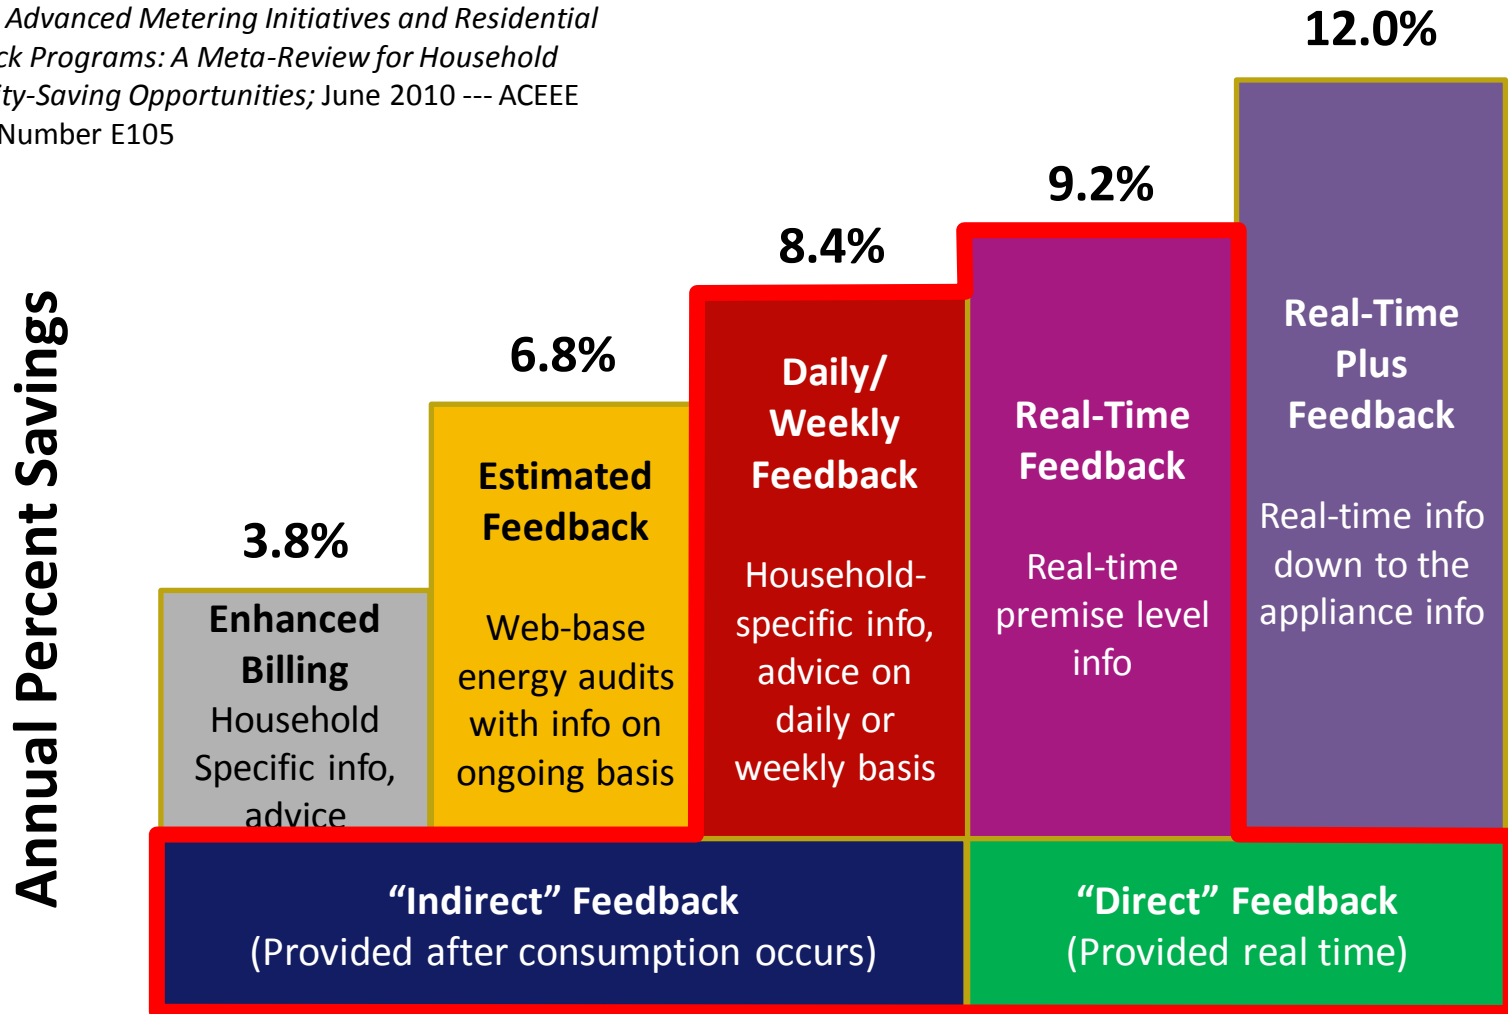 Advanced Metering Initiatives and Residential
ck Programs: A Meta-Review for Household
ity-Saving Opportunities; June 2010 --- ACEEE
Number E105
Annual Percent Savings
3.8%
Enhanced
Billing
Household
Specific info,
advice
6.8%
Estimated
Feedback
Web-base
energy audits
with info on
ongoing basis
8.4%
Daily/
Weekly
Feedback
Household-
specific info,
advice on
daily or
weekly basis
9.2%
Real-Time
Feedback
Real-time
premise level
info
12.0%
Real-Time
Plus
Feedback
Real-time info
down to the
appliance info
“Indirect” Feedback
(Provided after consumption occurs)
“Direct” Feedback
(Provided real time)